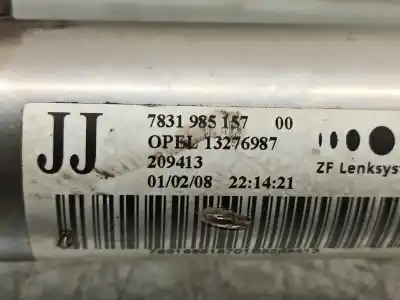 JJ
7831 985 157 00
OPEL 13276987
209413
01/02/08 22:14:21
ZF Lenksyst